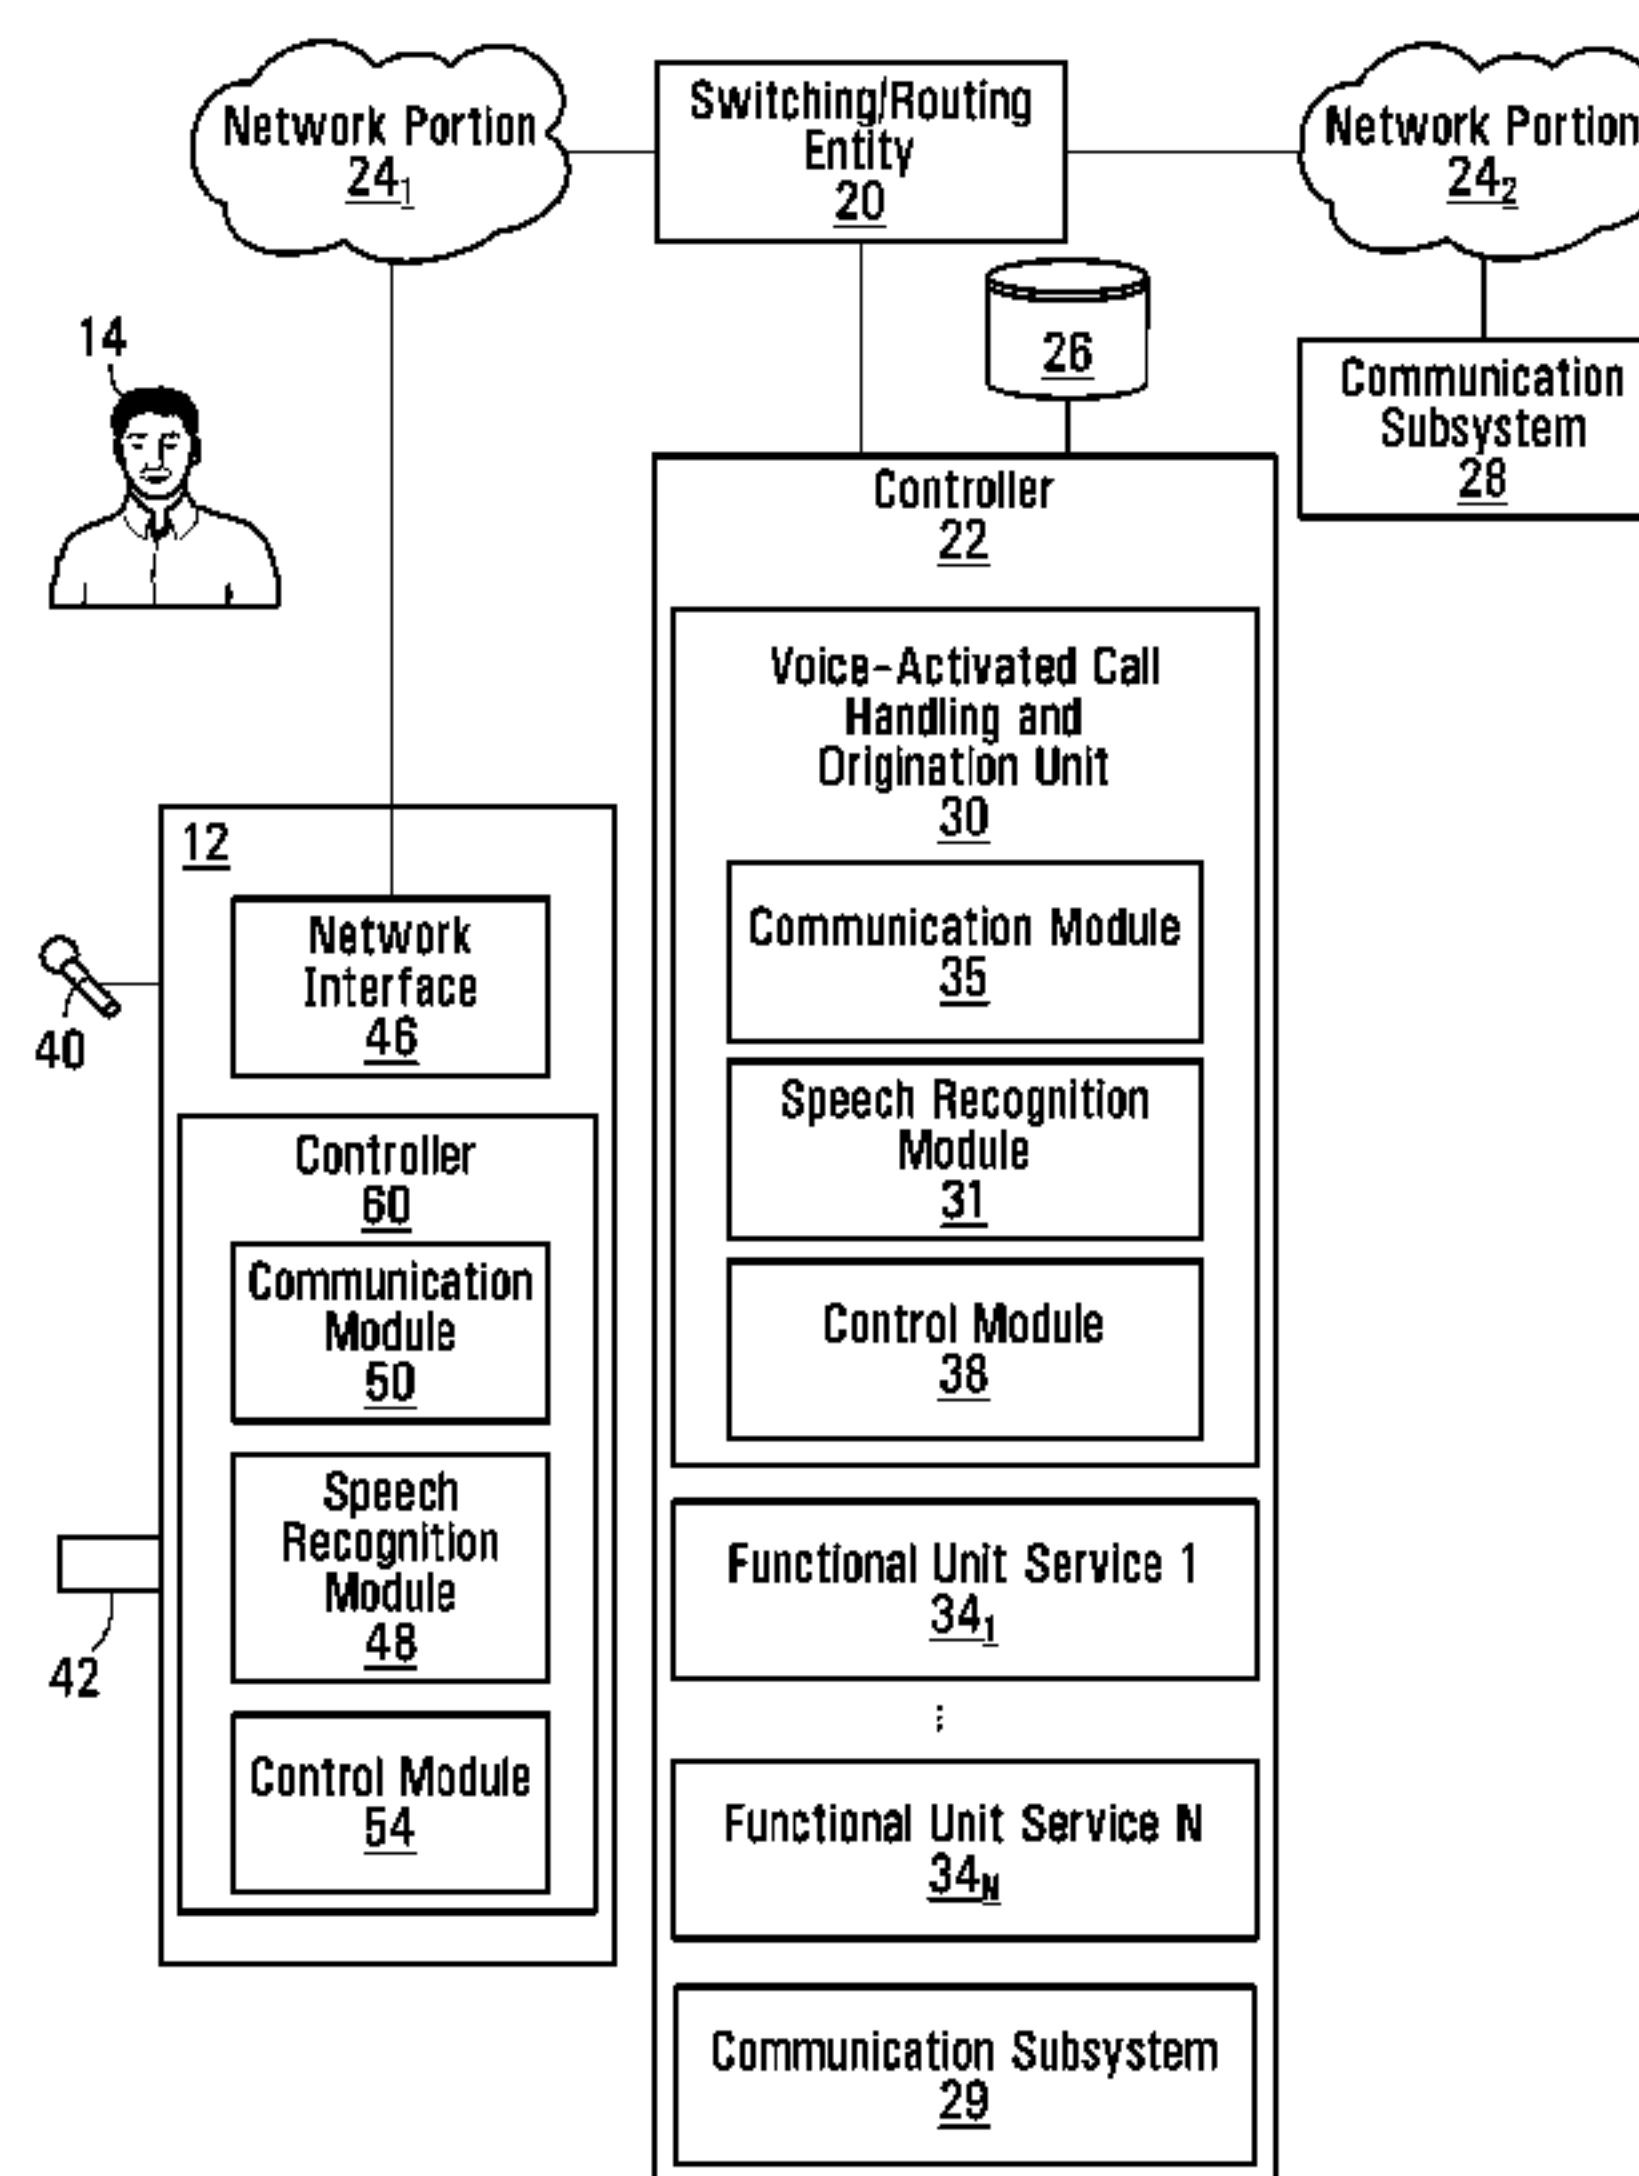 Network Portion
24₁
Switching/Routing
Entity
20
Network Portion
24₂
26
14
Communication
Subsystem
28
Controller
22
Voice-Activated Call
Handling and
Origination Unit
30
Communication Module
35
Speech Recognition
Module
31
Control Module
38
Functional Unit Service 1
34₁
⋮
Functional Unit Service N
34N
Communication Subsystem
29
12
Network
Interface
46
40
Controller
60
Communication
Module
50
Speech
Recognition
Module
48
42
Control Module
54